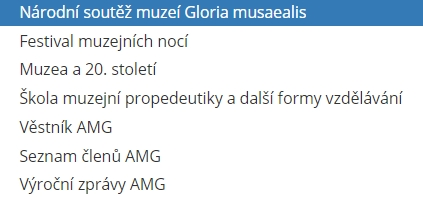 Národní soutěž muzeí Gloria musaealis
Festival muzejních nocí
Muzea a 20. století
Škola muzejní propedeutiky a další formy vzdělávání
Věstník AMG
Seznam členů AMG
Výroční zprávy AMG